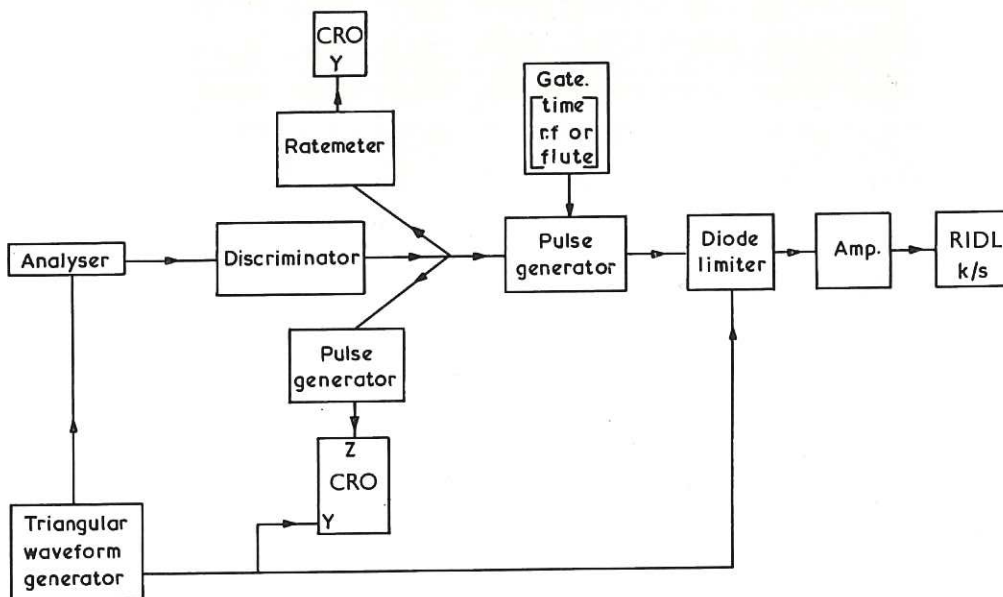 CRO
Y
Gate.
time
r.f or
flute
Ratemeter
Analyser
Discriminator
Pulse
generator
Diode
limiter
Amp.
RIDL
k/s
Pulse
generator
Z
CRO
Y
Triangular
waveform
generator